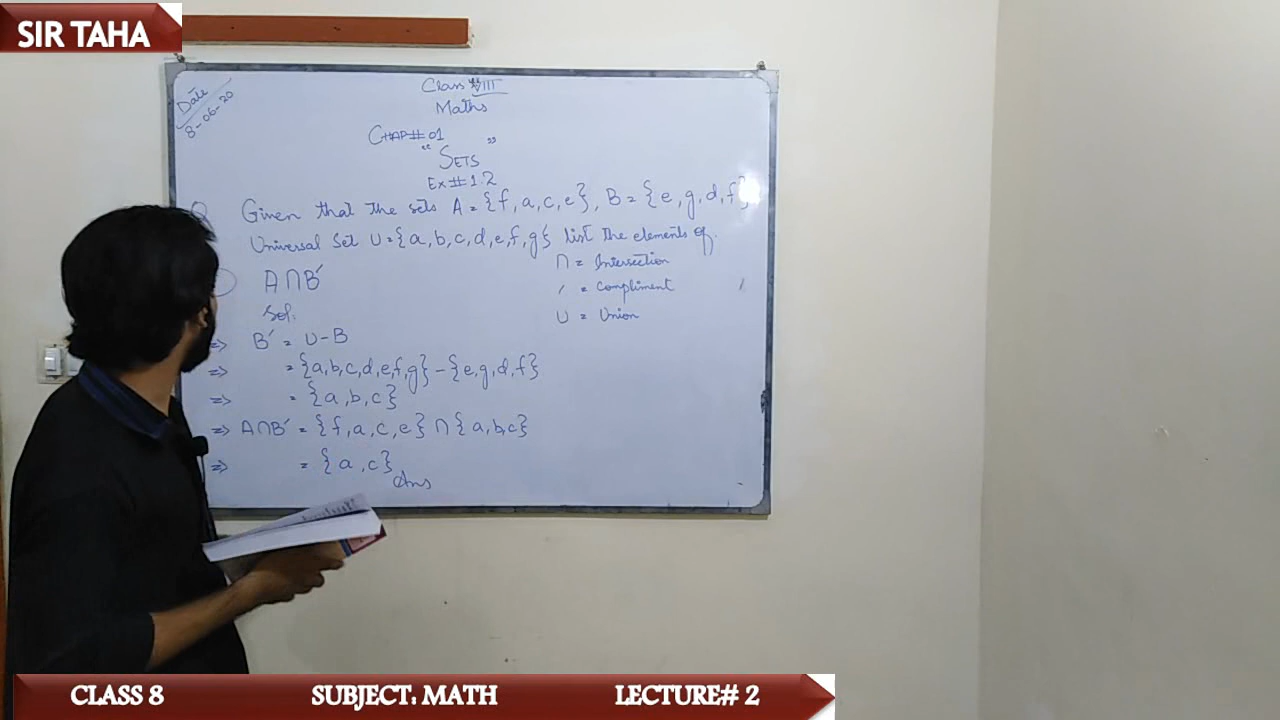 SIR TAHA
Date
8-06-20
Class VIII
Maths
CHAP# 01
“ SETS ”
Ex # 1.2
Q Given that the sets A = {f, a, c, e}, B = {e, g, d, f}
Universal Set U = {a, b, c, d, e, f, g} list the elements of.
A∩B′
∩ = Intersection
′ = Compliment
U = Union
Sol:
⇒ B′ = U - B
⇒ = {a,b,c,d,e,f,g} - {e,g,d,f}
⇒ = {a,b,c}
⇒ A∩B′ = {f,a,c,e} ∩ {a,b,c}
⇒ = {a,c} Ans
CLASS 8 SUBJECT: MATH LECTURE# 2